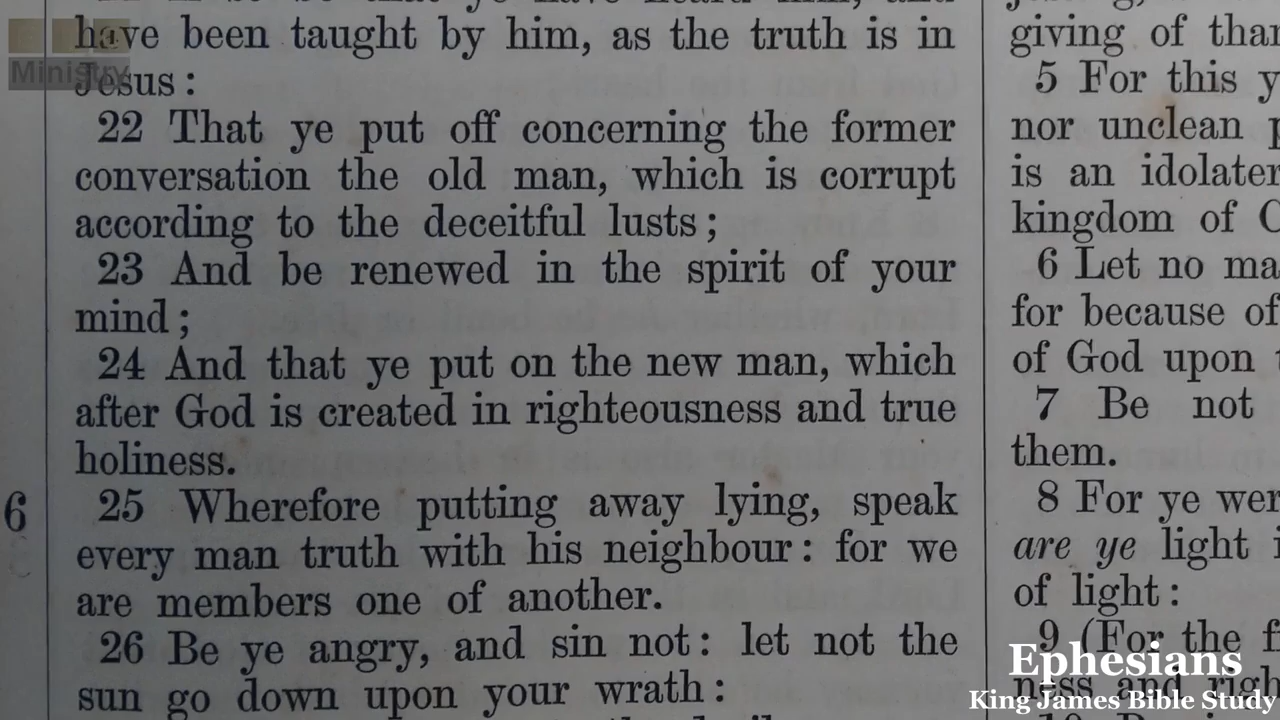 have been taught by him, as the truth is in
Jesus :
22 That ye put off concerning the former
conversation the old man, which is corrupt
according to the deceitful lusts ;
23 And be renewed in the spirit of your
mind ;
24 And that ye put on the new man, which
after God is created in righteousness and true
holiness.
25 Wherefore putting away lying, speak
every man truth with his neighbour : for we
are members one of another.
26 Be ye angry, and sin not : let not the
sun go down upon your wrath :
giving of
5 For this
nor unclean
is an idolater
kingdom of
6 Let no
for because of
of God upon
7 Be not
them.
8 For ye
are ye light
of light :
9 (For the
ness and
6
Ministry
Ephesians
King James Bible Study